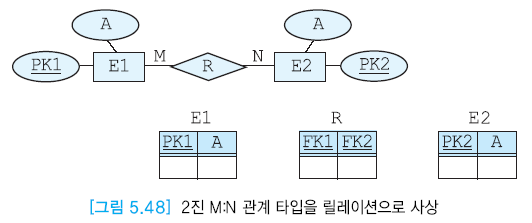 A A
PK1 E1 M R N E2 PK2
E1 R E2
PK1 A FK1 FK2 PK2 A
[그림 5.48] 2진 M:N 관계 타입을 릴레이션으로 사상